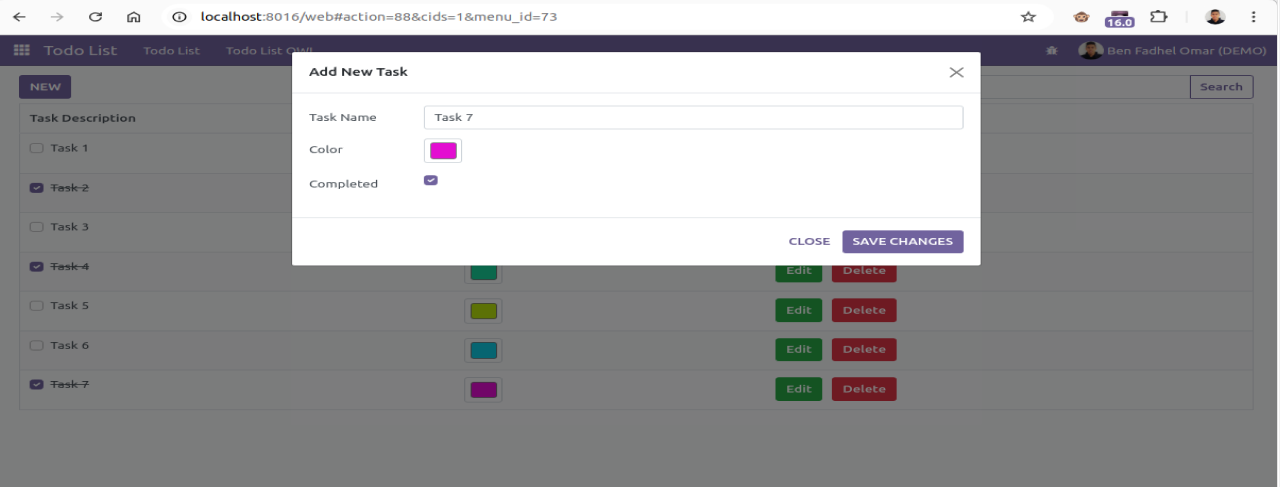 localhost:8016/web#action=88&cids=1&menu_id=73
16.0
Todo List Todo List Todo List OWL Ben Fadhel Omar (DEMO)
Add New Task
NEW Search
Task Description
Task Name Task 7
Task 1
Color
Completed
Task 2
Task 3
CLOSE SAVE CHANGES
Task 4 Edit Delete
Task 5 Edit Delete
Task 6 Edit Delete
Task 7 Edit Delete